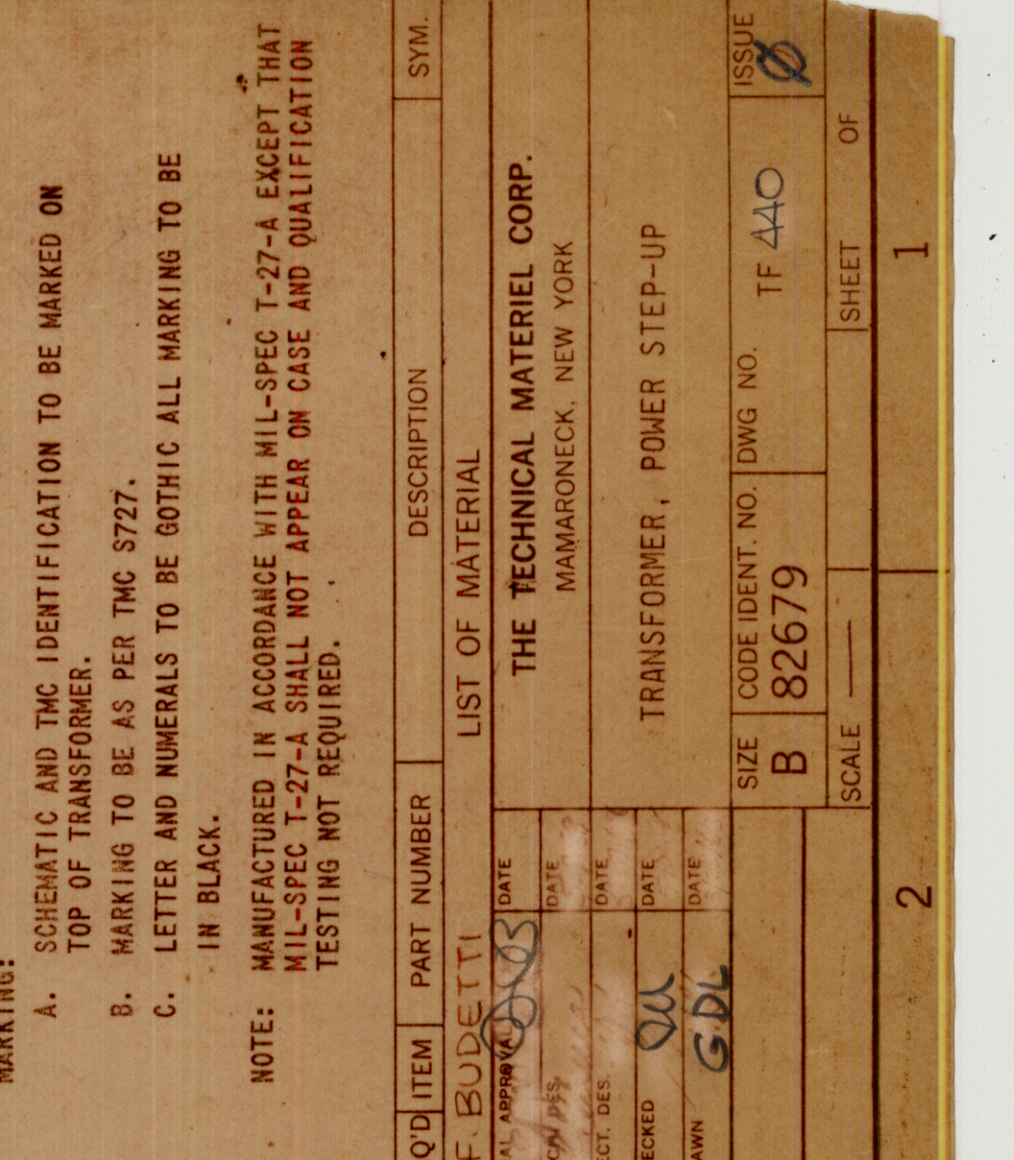 MARKING:
A. SCHEMATIC AND TMC IDENTIFICATION TO BE MARKED ON
TOP OF TRANSFORMER.
B. MARKING TO BE AS PER TMC S727.
C. LETTER AND NUMERALS TO BE GOTHIC ALL MARKING TO BE
IN BLACK.
NOTE: MANUFACTURED IN ACCORDANCE WITH MIL-SPEC T-27-A EXCEPT THAT
MIL-SPEC T-27-A SHALL NOT APPEAR ON CASE AND QUALIFICATION
TESTING NOT REQUIRED.
Q'D ITEM PART NUMBER DESCRIPTION SYM.
F. BUDETTI LIST OF MATERIAL
AL APPROVAL DATE THE TECHNICAL MATERIEL CORP.
DES. DATE MAMARONECK, NEW YORK
ECT. DES. DATE
ECKED DATE TRANSFORMER, POWER STEP-UP
AWN GDL DATE
SIZE CODE IDENT. NO. DWG NO. ISSUE
B 82679 TF 440 Ø
SCALE — SHEET OF
2 1